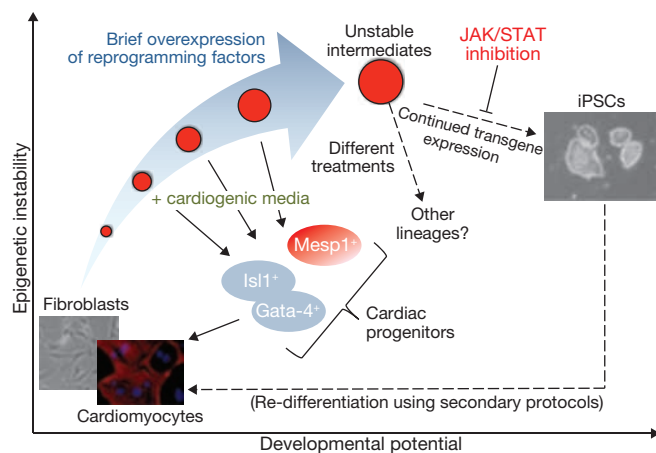 Brief overexpression
of reprogramming factors
Unstable
intermediates
JAK/STAT
inhibition
iPSCs
Continued transgene
expression
Different
treatments
+ cardiogenic media
Other
lineages?
Mesp1⁺
Isl1⁺
Gata-4⁺
Cardiac
progenitors
Fibroblasts
Cardiomyocytes
(Re-differentiation using secondary protocols)
Epigenetic instability
Developmental potential